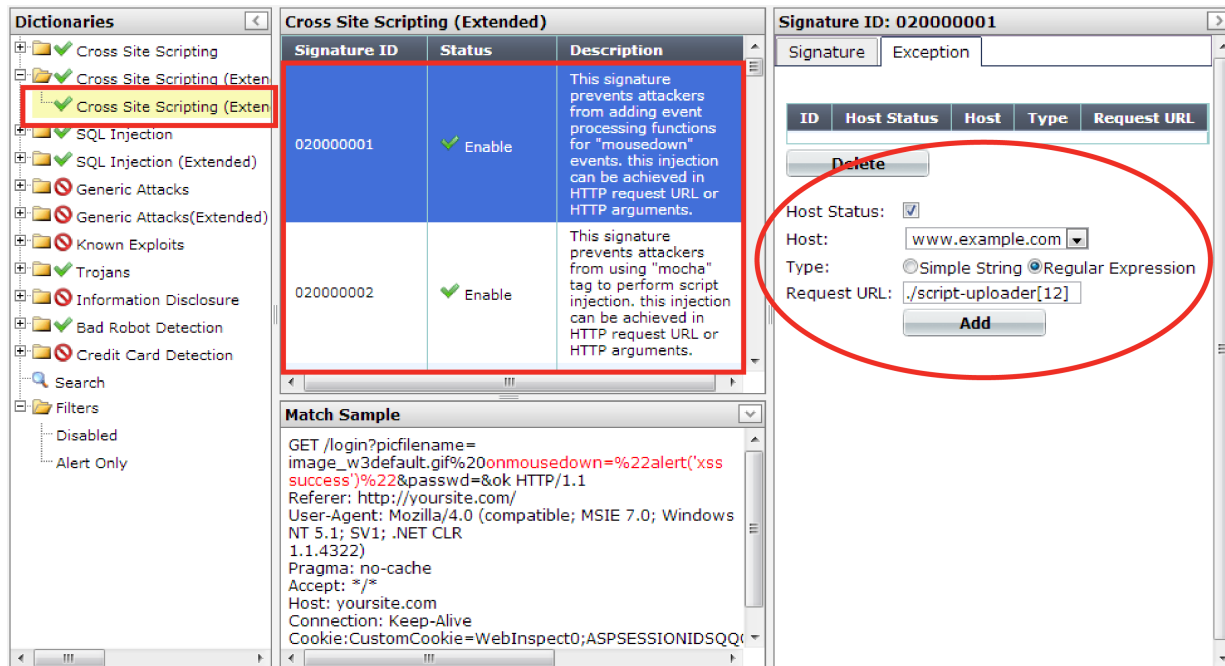 Dictionaries
Cross Site Scripting
Cross Site Scripting (Exten
Cross Site Scripting (Exten
SQL Injection
SQL Injection (Extended)
Generic Attacks
Generic Attacks(Extended)
Known Exploits
Trojans
Information Disclosure
Bad Robot Detection
Credit Card Detection
Search
Filters
Disabled
Alert Only
Cross Site Scripting (Extended)
Signature ID Status Description
020000001 Enable
This signature
prevents attackers
from adding event
processing functions
for "mousedown"
events. this injection
can be achieved in
HTTP request URL or
HTTP arguments.
020000002 Enable
This signature
prevents attackers
from using "mocha"
tag to perform script
injection. this injection
can be achieved in
HTTP request URL or
HTTP arguments.
Match Sample
GET /login?picfilename=
image_w3default.gif%20onmousedown=%22alert('xss
success')%22&passwd=&ok HTTP/1.1
Referer: http://yoursite.com/
User-Agent: Mozilla/4.0 (compatible; MSIE 7.0; Windows
NT 5.1; SV1; .NET CLR
1.1.4322)
Pragma: no-cache
Accept: */*
Host: yoursite.com
Connection: Keep-Alive
Cookie:CustomCookie=WebInspect0;ASPSESSIONIDSQQ
Signature ID: 020000001
Signature Exception
ID Host Status Host Type Request URL
Delete
Host Status:
Host: www.example.com
Type: Simple String Regular Expression
Request URL: ./script-uploader[12]
Add